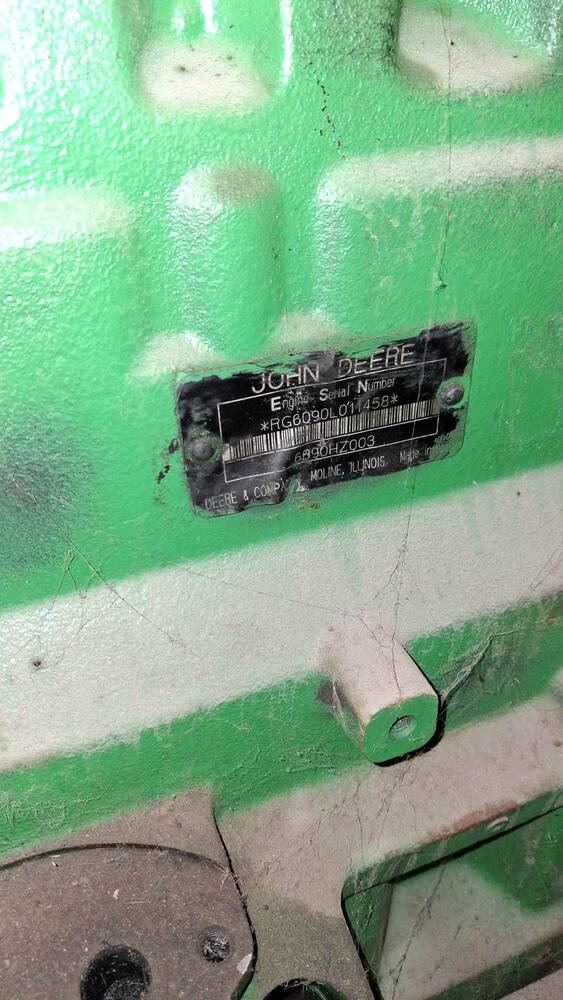 JOHN DEERE
Engine Serial Number
*RG6090L011458*
6090HZ003
DEERE & COMPANY MOLINE, ILLINOIS Made in